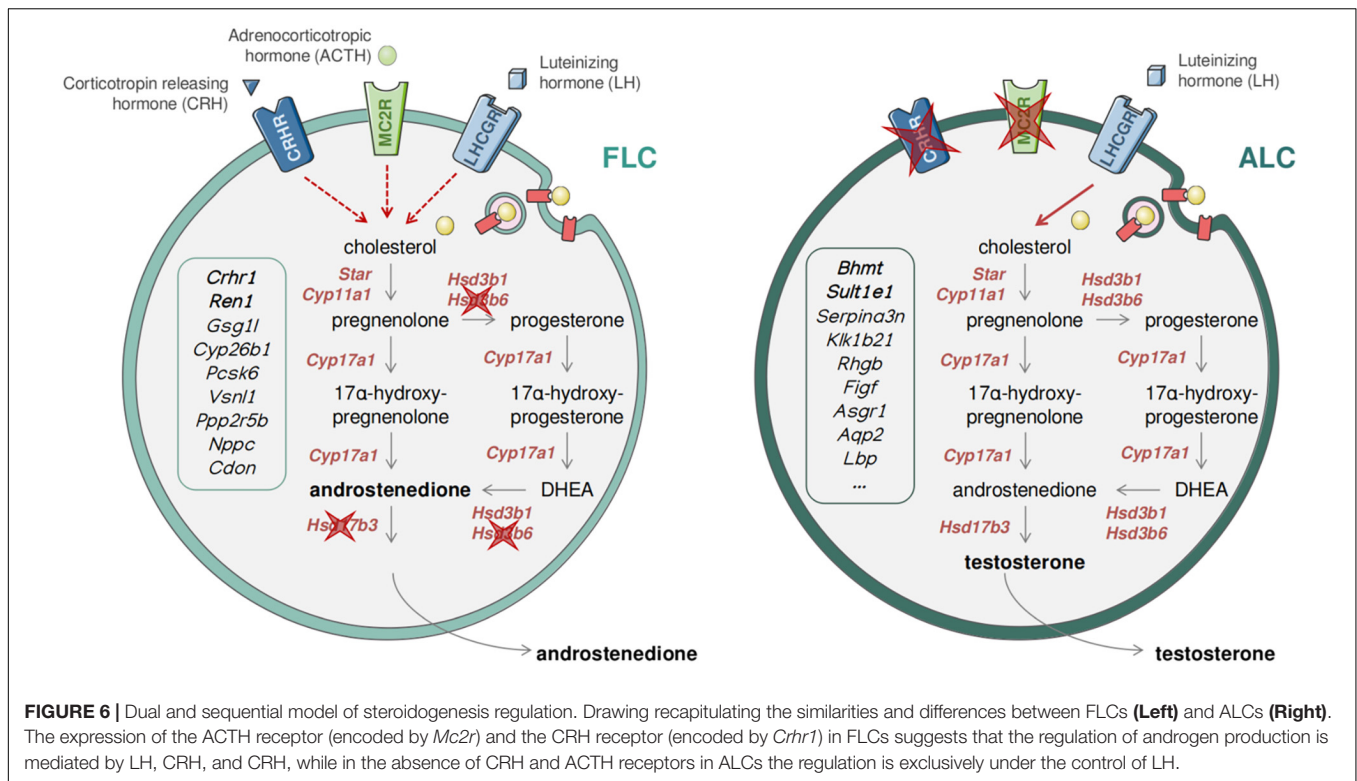 Adrenocorticotropic
hormone (ACTH)
Corticotropin releasing
hormone (CRH)
Luteinizing
hormone (LH)
CRHR
MC2R
LHCGR
FLC
cholesterol
Star
Cyp11a1
Hsd3b1
Hsd3b6
pregnenolone
progesterone
Cyp17a1
Cyp17a1
17α-hydroxy-
pregnenolone
17α-hydroxy-
progesterone
Cyp17a1
Cyp17a1
androstenedione
DHEA
Hsd17b3
Hsd3b1
Hsd3b6
androstenedione
Crhr1
Ren1
Gsg1l
Cyp26b1
Pcsk6
Vsnl1
Ppp2r5b
Nppc
Cdon
Luteinizing
hormone (LH)
CRHR
MC2R
LHCGR
ALC
cholesterol
Star
Cyp11a1
Hsd3b1
Hsd3b6
pregnenolone
progesterone
Cyp17a1
Cyp17a1
17α-hydroxy-
pregnenolone
17α-hydroxy-
progesterone
Cyp17a1
Cyp17a1
androstenedione
DHEA
Hsd17b3
Hsd3b1
Hsd3b6
testosterone
testosterone
Bhmt
Sult1e1
Serpina3n
Klk1b21
Rhgb
Figf
Asgr1
Aqp2
Lbp
...
FIGURE 6 | Dual and sequential model of steroidogenesis regulation. Drawing recapitulating the similarities and differences between FLCs (Left) and ALCs (Right).
The expression of the ACTH receptor (encoded by Mc2r) and the CRH receptor (encoded by Crhr1) in FLCs suggests that the regulation of androgen production is
mediated by LH, CRH, and CRH, while in the absence of CRH and ACTH receptors in ALCs the regulation is exclusively under the control of LH.